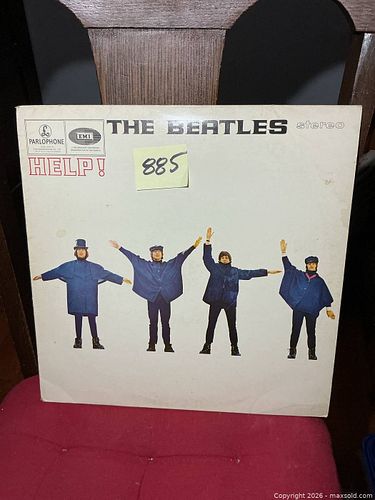 THE BEATLES stereo
PARLOPHONE
EMI
HELP!
885
Copyright 2026 - maxsold.com